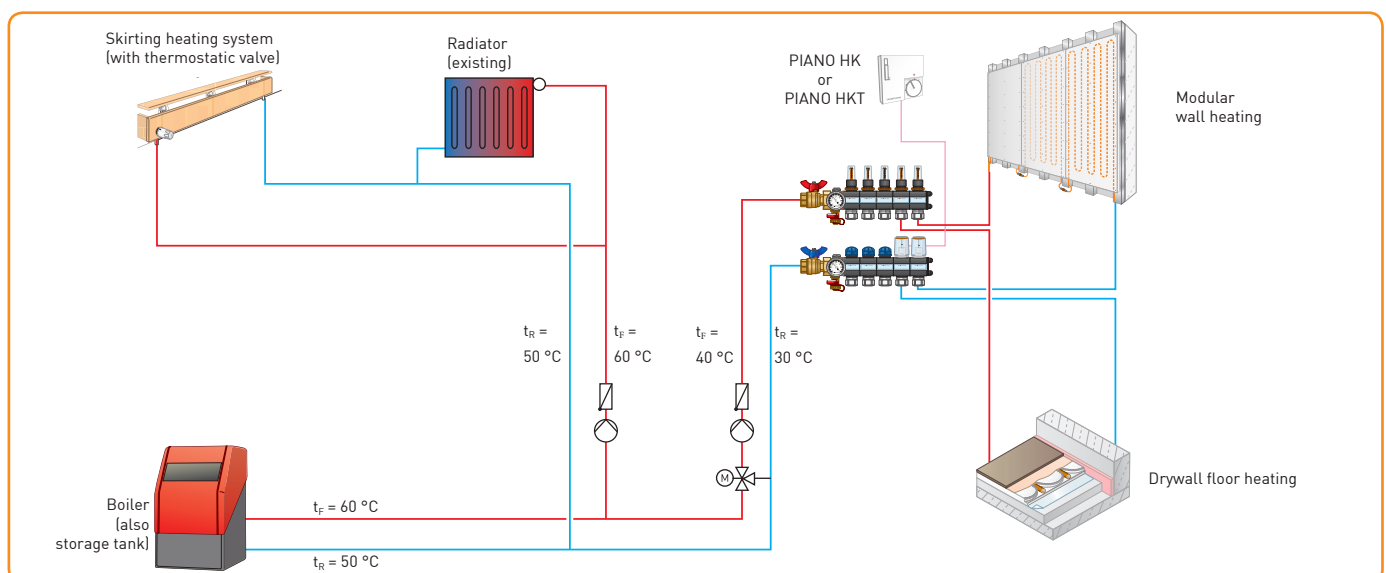 Skirting heating system
(with thermostatic valve)
Radiator
(existing)
PIANO HK
or
PIANO HKT
Modular
wall heating
tR =
50 °C
tF =
60 °C
tF =
40 °C
tR =
30 °C
M
Drywall floor heating
Boiler
(also
storage tank)
tF = 60 °C
tR = 50 °C